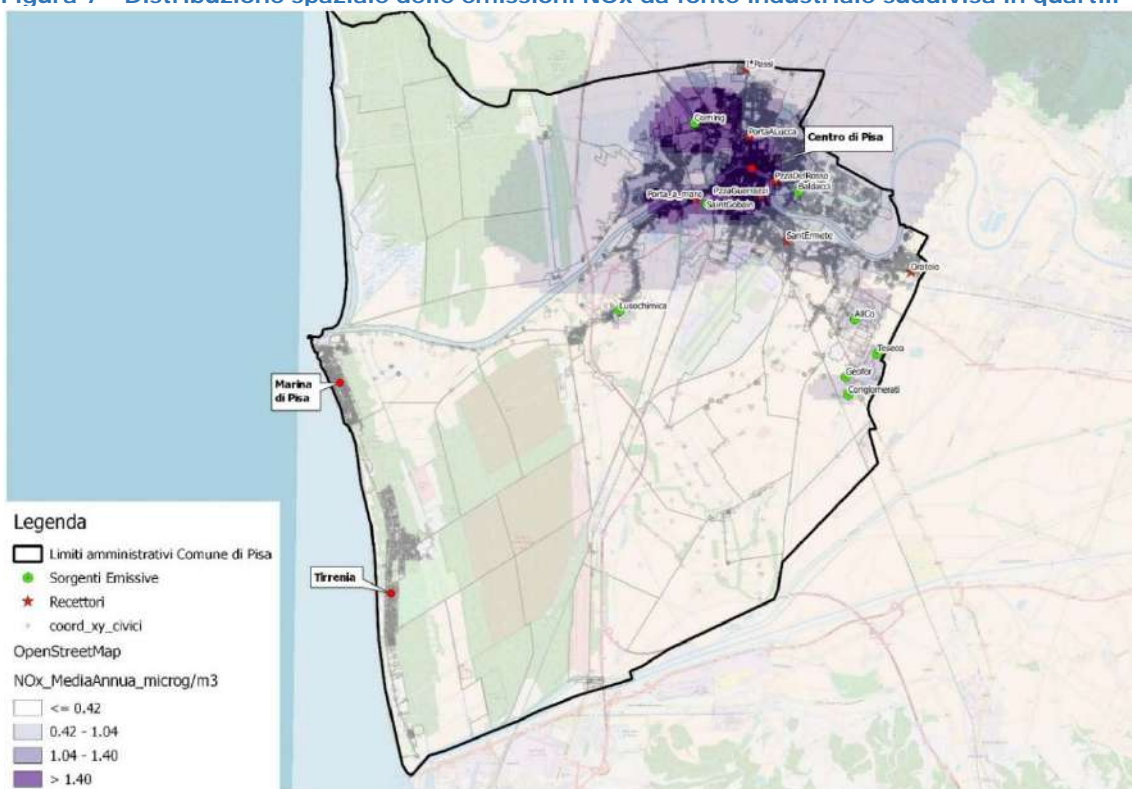 Figura 7 - Distribuzione spaziale delle emissioni NOx da fonte industriale suddivisa in quartili
I°Passi
Corning
PortaALucca
Centro di Pisa
PzzaDelRosso
Baldacci
Porta_a_mare
PzzaGuerrazzi
SaintGobain
SantErmete
Oratoio
Lusochimica
AliCo
Teseco
Geofor
Conglomerati
Marina
di Pisa
Tirrenia
Legenda
Limiti amministrativi Comune di Pisa
Sorgenti Emissive
Recettori
coord_xy_civici
OpenStreetMap
NOx_MediaAnnua_microg/m3
<= 0.42
0.42 - 1.04
1.04 - 1.40
> 1.40